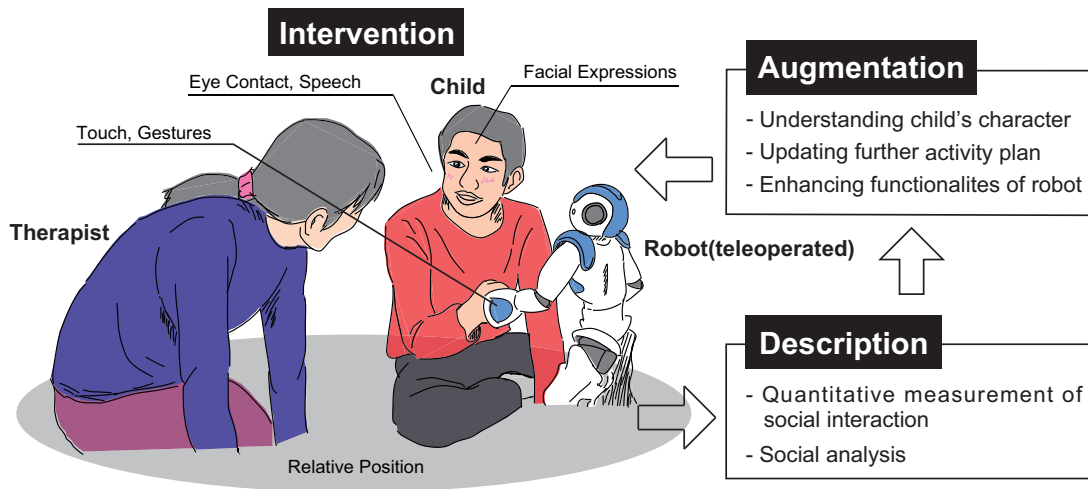 Intervention
Eye Contact, Speech
Child
Facial Expressions
Touch, Gestures
Therapist
Robot(teleoperated)
Relative Position
Augmentation
- Understanding child's character
- Updating further activity plan
- Enhancing functionalites of robot
Description
- Quantitative measurement of
social interaction
- Social analysis